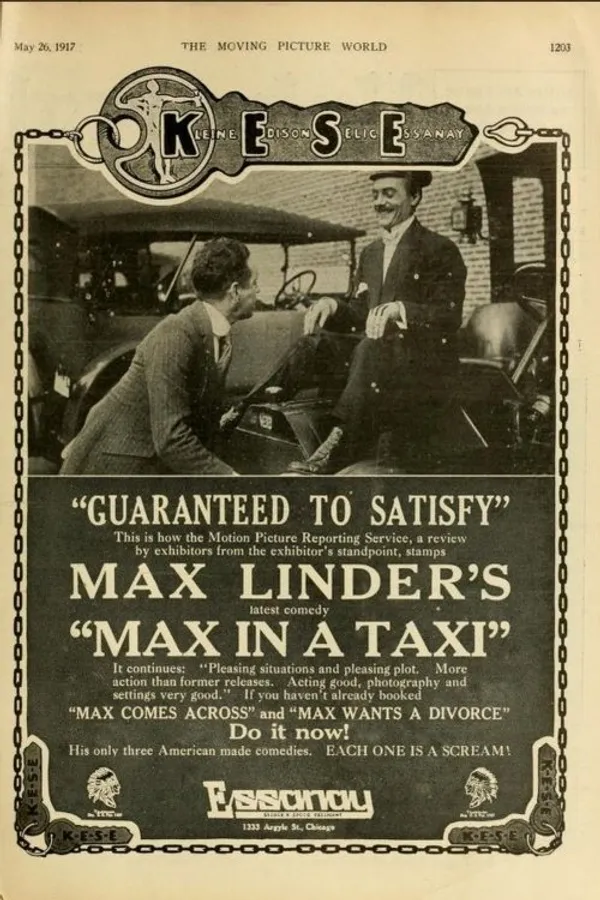 May 26, 1917 THE MOVING PICTURE WORLD 1203
KLEINE EDISON SELIG ESSANAY
"GUARANTEED TO SATISFY"
This is how the Motion Picture Reporting Service, a review
by exhibitors from the exhibitor's standpoint, stamps
MAX LINDER'S
latest comedy
"MAX IN A TAXI"
It continues: "Pleasing situations and pleasing plot. More
action than former releases. Acting good, photography and
settings very good." If you haven't already booked
"MAX COMES ACROSS" and "MAX WANTS A DIVORCE"
Do it now!
His only three American made comedies. EACH ONE IS A SCREAM!
K-E-S-E
K-E-S-E
Essanay
1333 Argyle St., Chicago
K-E-S-E
K-E-S-E